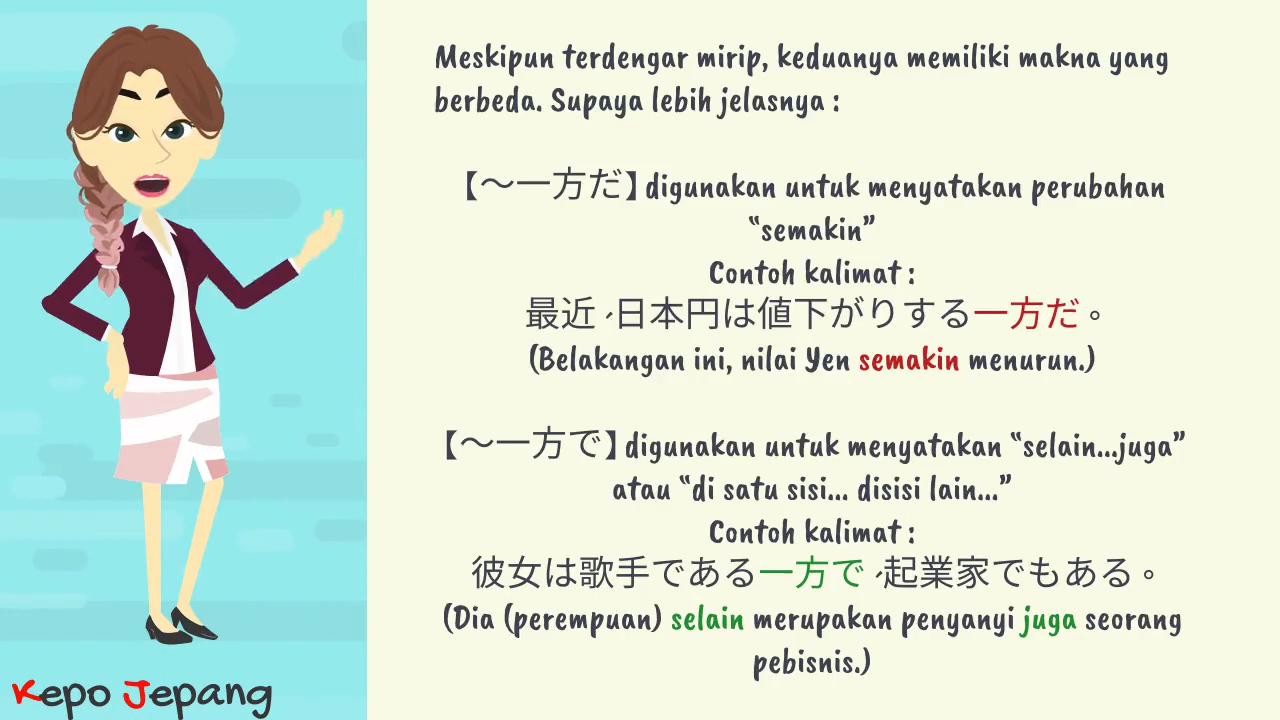 Meskipun terdengar mirip, keduanya memiliki makna yang
berbeda. Supaya lebih jelasnya :
【～一方だ】digunakan untuk menyatakan perubahan
“semakin”
Contoh kalimat :
最近、日本円は値下がりする一方だ。
(Belakangan ini, nilai Yen semakin menurun.)
【～一方で】digunakan untuk menyatakan “selain...juga”
atau “di satu sisi... disisi lain...”
Contoh kalimat :
彼女は歌手である一方で、起業家でもある。
(Dia (perempuan) selain merupakan penyanyi juga seorang
pebisnis.)
Kepo Jepang